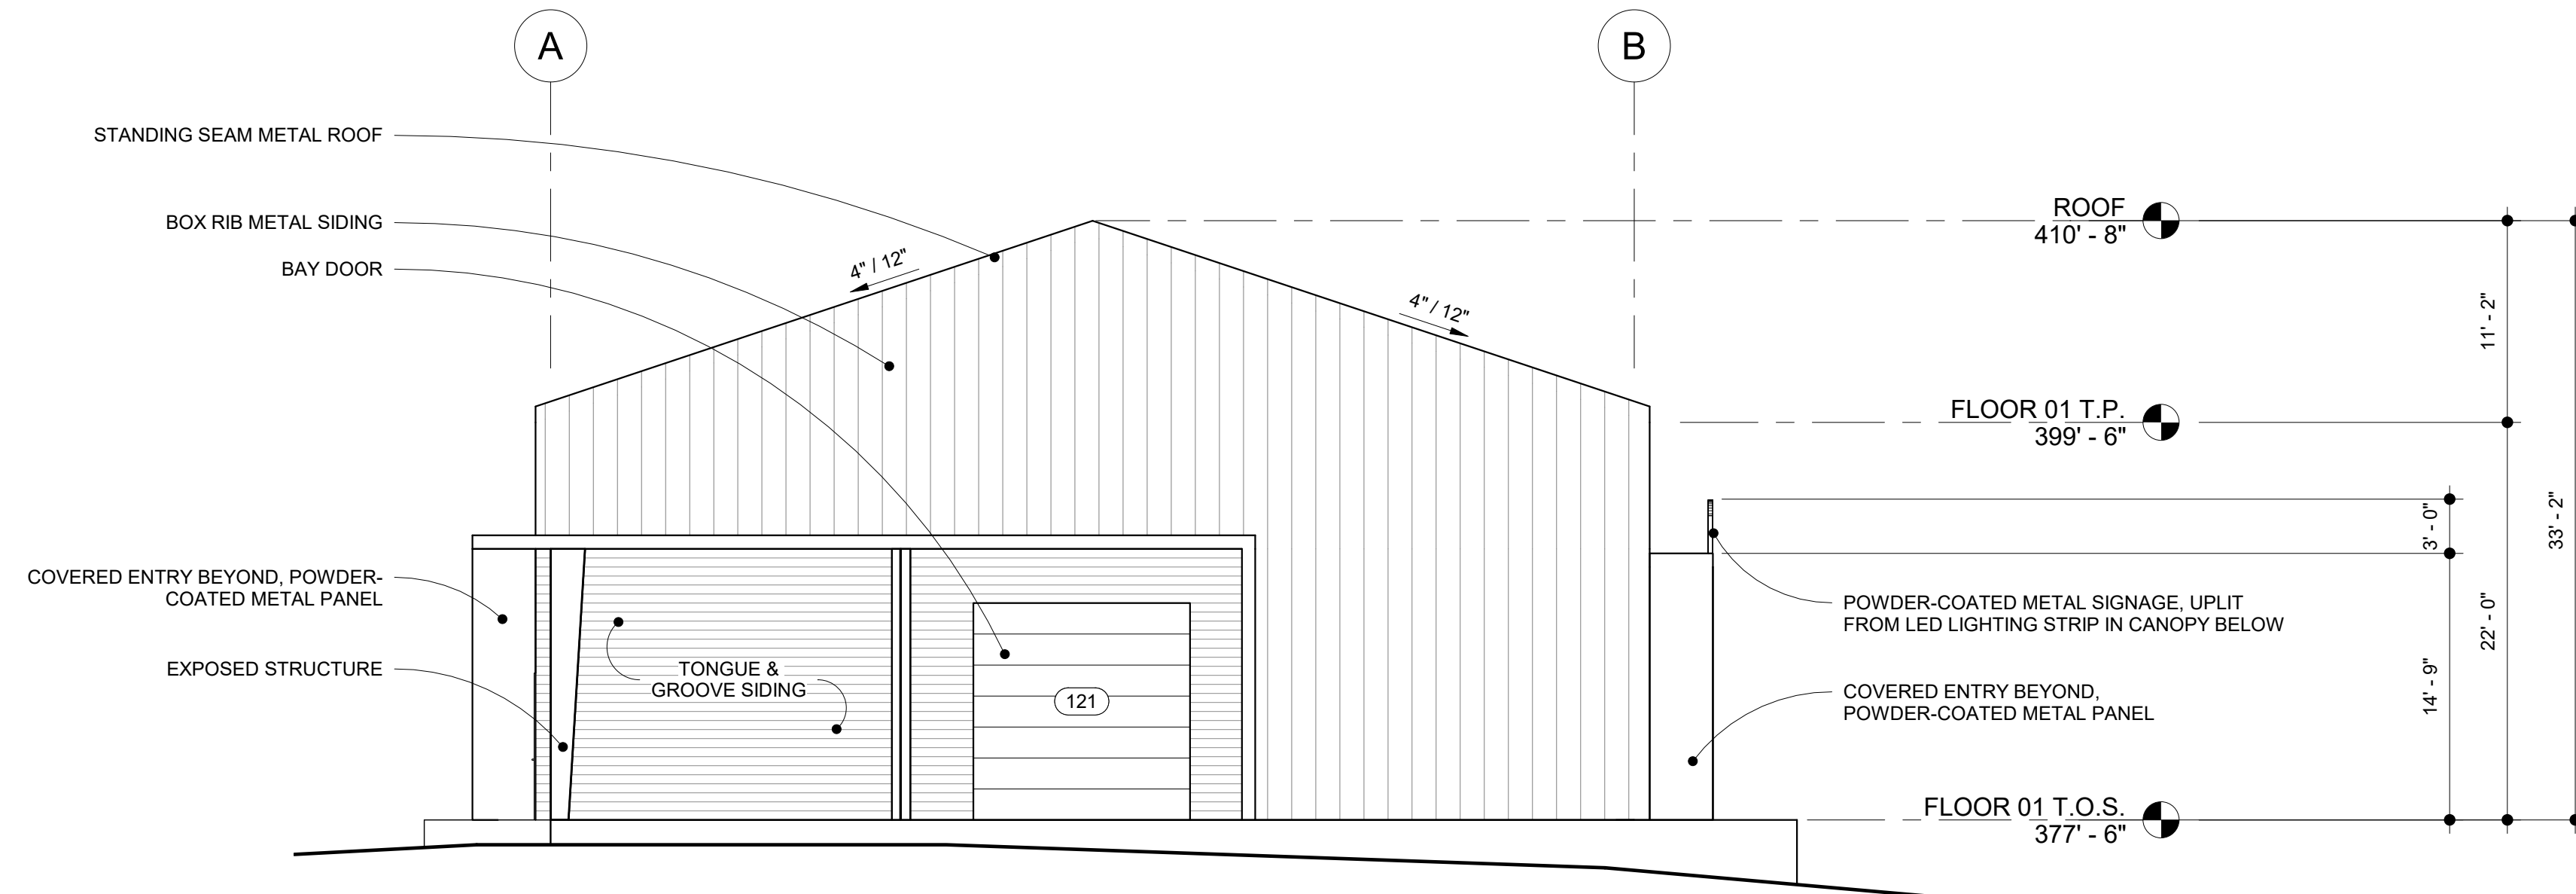 A
B
STANDING SEAM METAL ROOF
BOX RIB METAL SIDING
BAY DOOR
4" / 12"
4" / 12"
ROOF
410' - 8"
11' - 2"
FLOOR 01 T.P.
399' - 6"
3' - 0"
33' - 2"
COVERED ENTRY BEYOND, POWDER-
COATED METAL PANEL
EXPOSED STRUCTURE
TONGUE &
GROOVE SIDING
121
POWDER-COATED METAL SIGNAGE, UPLIT
FROM LED LIGHTING STRIP IN CANOPY BELOW
COVERED ENTRY BEYOND,
POWDER-COATED METAL PANEL
22' - 0"
14' - 9"
FLOOR 01 T.O.S.
377' - 6"